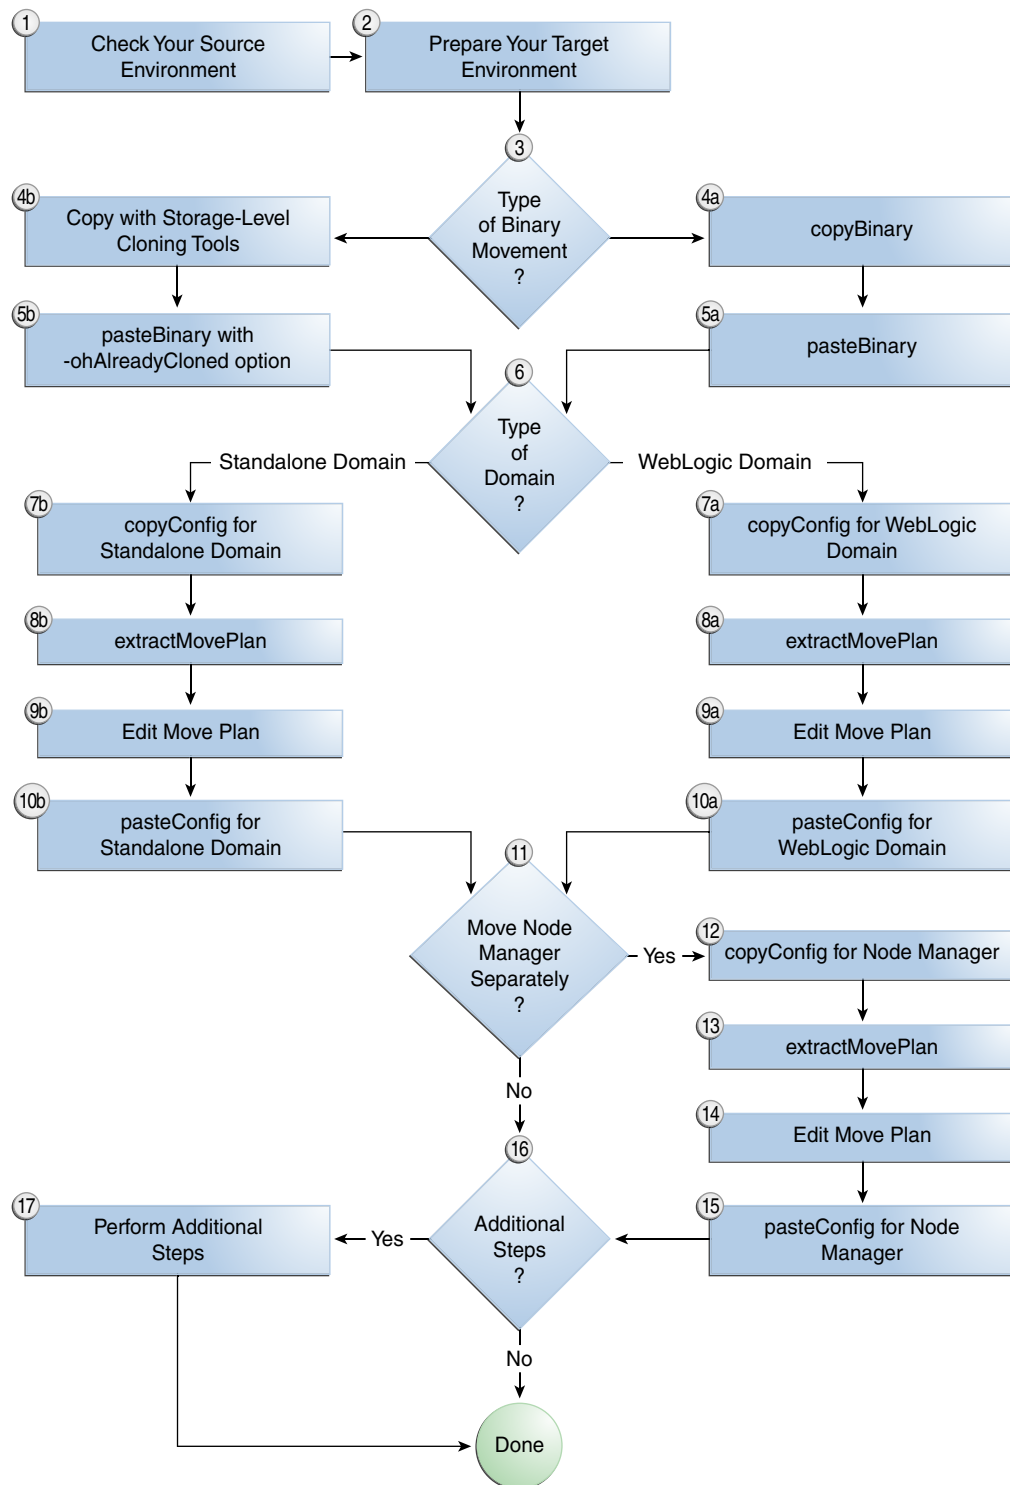 1
Check Your Source
Environment
2
Prepare Your Target
Environment
3
Type
of Binary
Movement
?
4b
Copy with Storage-Level
Cloning Tools
4a
copyBinary
5b
pasteBinary with
-ohAlreadyCloned option
5a
pasteBinary
6
Type
of
Domain
?
Standalone Domain
WebLogic Domain
7b
copyConfig for
Standalone Domain
7a
copyConfig for WebLogic
Domain
8b
extractMovePlan
8a
extractMovePlan
9b
Edit Move Plan
9a
Edit Move Plan
10b
pasteConfig for
Standalone Domain
10a
pasteConfig for
WebLogic Domain
11
Move Node
Manager
Separately
?
Yes
12
copyConfig for Node Manager
13
extractMovePlan
No
14
Edit Move Plan
16
Additional
Steps
?
15
pasteConfig for Node
Manager
Yes
17
Perform Additional
Steps
No
Done